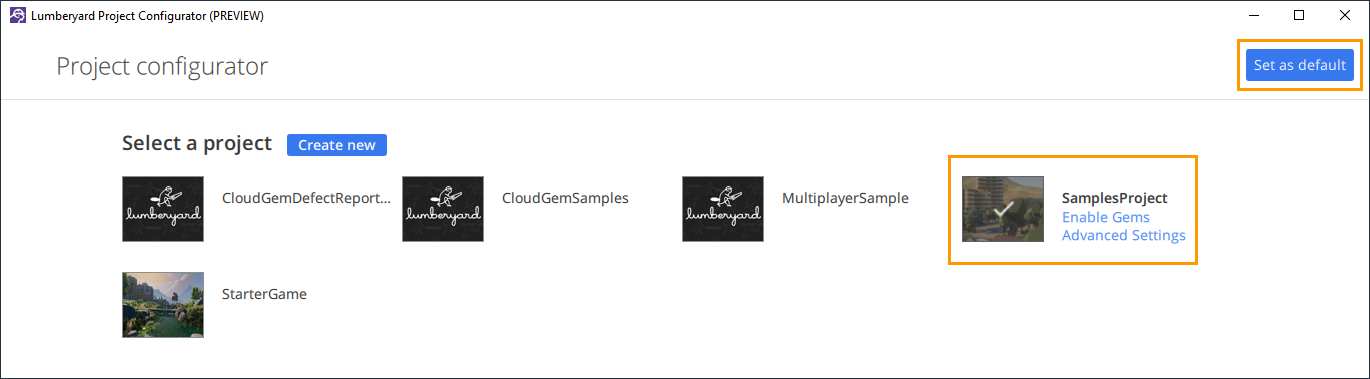 Lumberyard Project Configurator (PREVIEW)
Project configurator
Set as default
Select a project
Create new
lumberyard
CloudGemDefectReport...
lumberyard
CloudGemSamples
lumberyard
MultiplayerSample
SamplesProject
Enable Gems
Advanced Settings
StarterGame